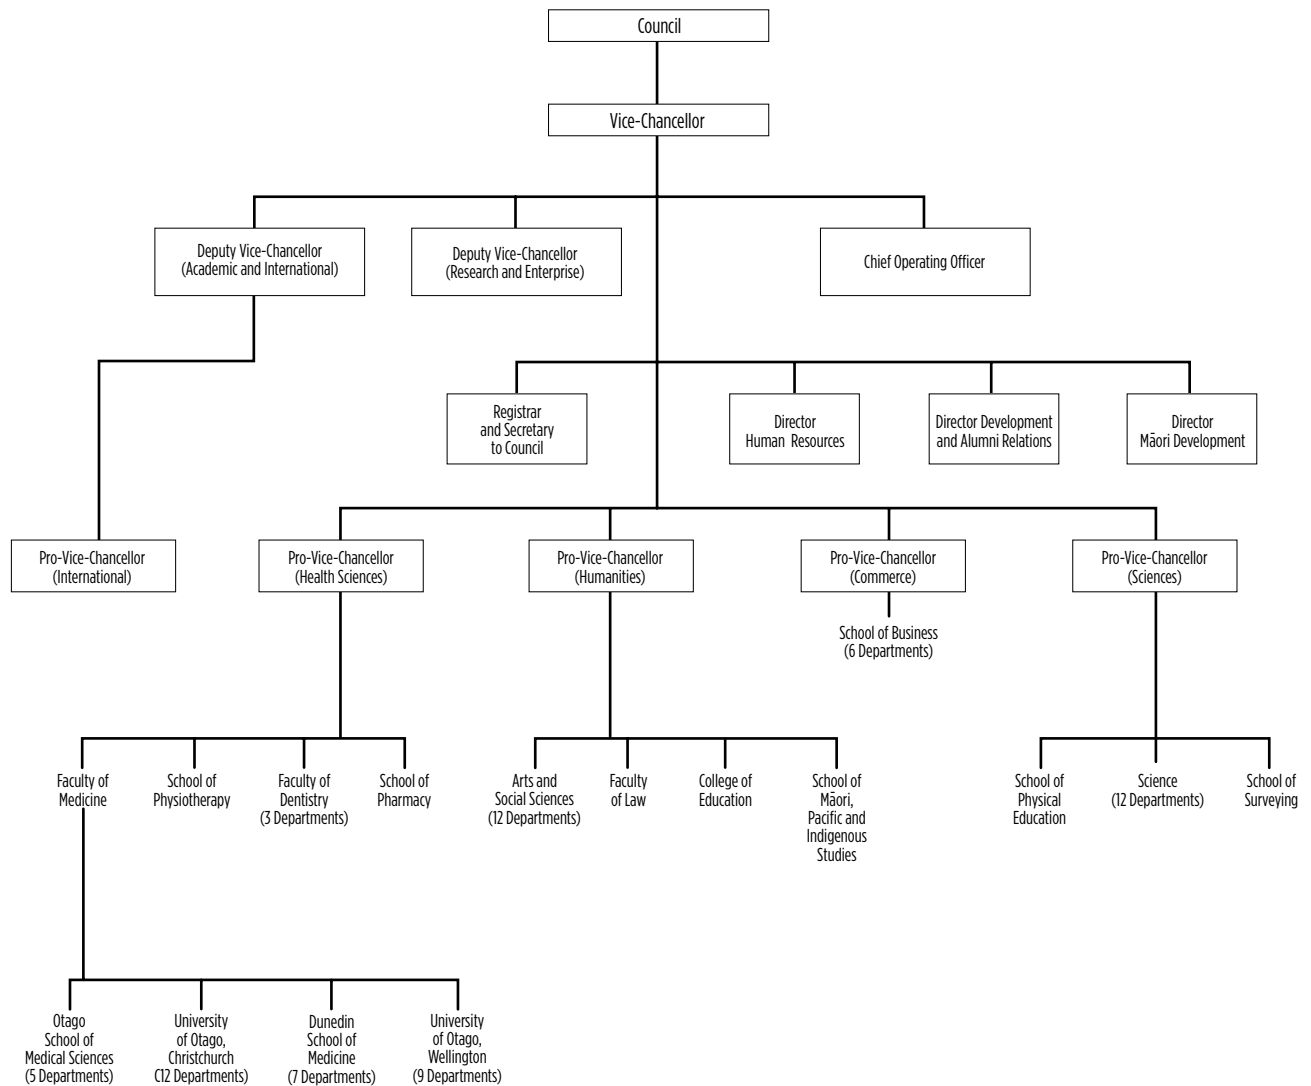 Council
Vice-Chancellor
Deputy Vice-Chancellor
(Academic and International)
Deputy Vice-Chancellor
(Research and Enterprise)
Chief Operating Officer
Registrar
and Secretary
to Council
Director
Human Resources
Director Development
and Alumni Relations
Director
Māori Development
Pro-Vice-Chancellor
(International)
Pro-Vice-Chancellor
(Health Sciences)
Pro-Vice-Chancellor
(Humanities)
Pro-Vice-Chancellor
(Commerce)
Pro-Vice-Chancellor
(Sciences)
School of Business
(6 Departments)
Faculty of
Medicine
School of
Physiotherapy
Faculty of
Dentistry
(3 Departments)
School of
Pharmacy
Arts and
Social Sciences
(12 Departments)
Faculty
of Law
College of
Education
School of
Māori,
Pacific and
Indigenous
Studies
School of
Physical
Education
Science
(12 Departments)
School of
Surveying
Otago
School of
Medical Sciences
(5 Departments)
University
of Otago,
Christchurch
C12 Departments)
Dunedin
School of
Medicine
(7 Departments)
University
of Otago,
Wellington
(9 Departments)